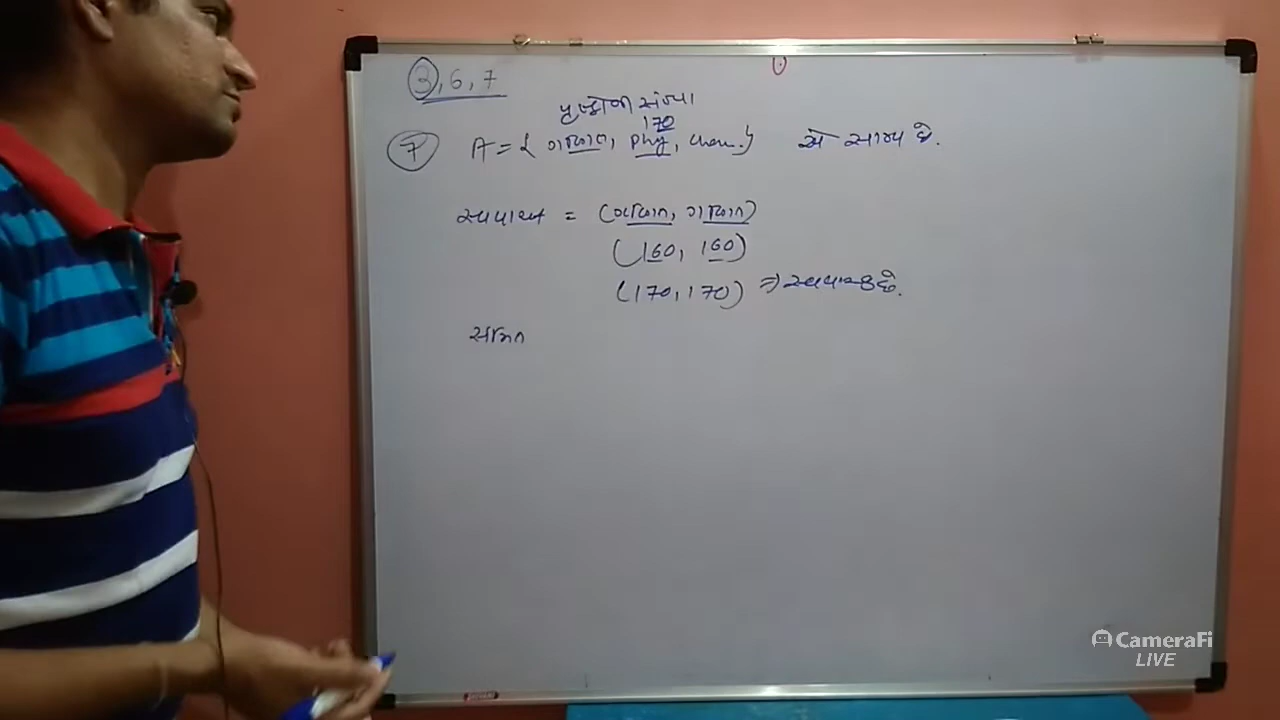 3, 6, 7
પૃષ્ઠોની સંખ્યા
170
7 A = { ગણિત, phy, chem. } એ સામ્ય છે.
સ્વવાચક = (ગણિત, ગણિત)
(160, 160)
(170, 170) ⇒ સ્વવાચક છે.
સંમિત
CameraFi
LIVE